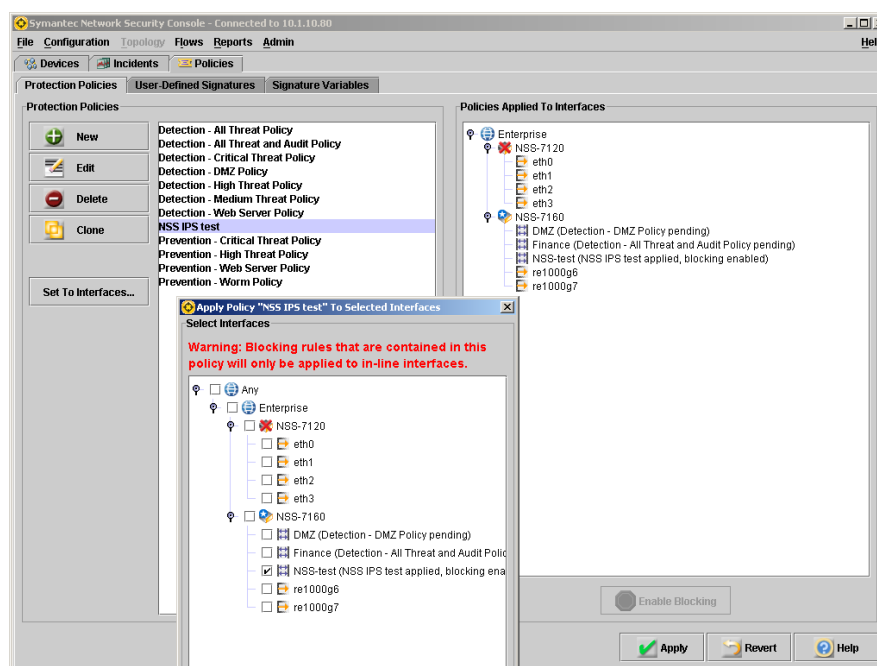 Symantec Network Security Console - Connected to 10.1.10.80
File Configuration Topology Flows Reports Admin
Devices Incidents Policies
Protection Policies User-Defined Signatures Signature Variables
Protection Policies
New
Edit
Delete
Clone
Set To Interfaces...
Detection - All Threat Policy
Detection - All Threat and Audit Policy
Detection - Critical Threat Policy
Detection - DMZ Policy
Detection - High Threat Policy
Detection - Medium Threat Policy
Detection - Web Server Policy
NSS IPS test
Prevention - Critical Threat Policy
Prevention - High Threat Policy
Prevention - Web Server Policy
Prevention - Worm Policy
Policies Applied To Interfaces
Enterprise
NSS-7120
eth0
eth1
eth2
eth3
NSS-7160
DMZ (Detection - DMZ Policy pending)
Finance (Detection - All Threat and Audit Policy pending)
NSS-test (NSS IPS test applied, blocking enabled)
re1000g6
re1000g7
Apply Policy "NSS IPS test" To Selected Interfaces
Select Interfaces
Warning: Blocking rules that are contained in this
policy will only be applied to in-line interfaces.
Any
Enterprise
NSS-7120
eth0
eth1
eth2
eth3
NSS-7160
DMZ (Detection - DMZ Policy pending)
Finance (Detection - All Threat and Audit Polic
NSS-test (NSS IPS test applied, blocking ena
re1000g6
re1000g7
Enable Blocking
Apply Revert Help